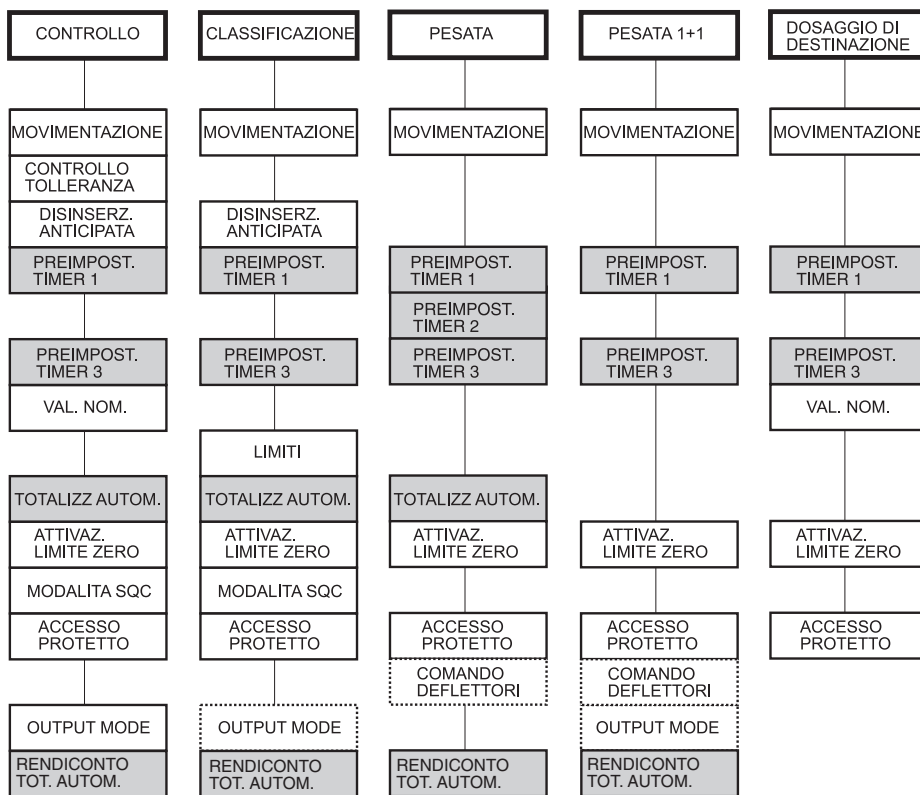 CONTROLLO
CLASSIFICAZIONE
PESATA
PESATA 1+1
DOSAGGIO DI
DESTINAZIONE
MOVIMENTAZIONE
MOVIMENTAZIONE
MOVIMENTAZIONE
MOVIMENTAZIONE
MOVIMENTAZIONE
CONTROLLO
TOLLERANZA
DISINSERZ.
ANTICIPATA
DISINSERZ.
ANTICIPATA
PREIMPOST.
TIMER 1
PREIMPOST.
TIMER 1
PREIMPOST.
TIMER 1
PREIMPOST.
TIMER 1
PREIMPOST.
TIMER 1
PREIMPOST.
TIMER 2
PREIMPOST.
TIMER 3
PREIMPOST.
TIMER 3
PREIMPOST.
TIMER 3
PREIMPOST.
TIMER 3
PREIMPOST.
TIMER 3
VAL. NOM.
VAL. NOM.
LIMITI
TOTALIZZ AUTOM.
TOTALIZZ AUTOM.
TOTALIZZ AUTOM.
ATTIVAZ.
LIMITE ZERO
ATTIVAZ.
LIMITE ZERO
ATTIVAZ.
LIMITE ZERO
ATTIVAZ.
LIMITE ZERO
ATTIVAZ.
LIMITE ZERO
MODALITA SQC
MODALITA SQC
ACCESSO
PROTETTO
ACCESSO
PROTETTO
ACCESSO
PROTETTO
ACCESSO
PROTETTO
ACCESSO
PROTETTO
COMANDO
DEFLETTORI
COMANDO
DEFLETTORI
OUTPUT MODE
OUTPUT MODE
OUTPUT MODE
RENDICONTO
TOT. AUTOM.
RENDICONTO
TOT. AUTOM.
RENDICONTO
TOT. AUTOM.
RENDICONTO
TOT. AUTOM.